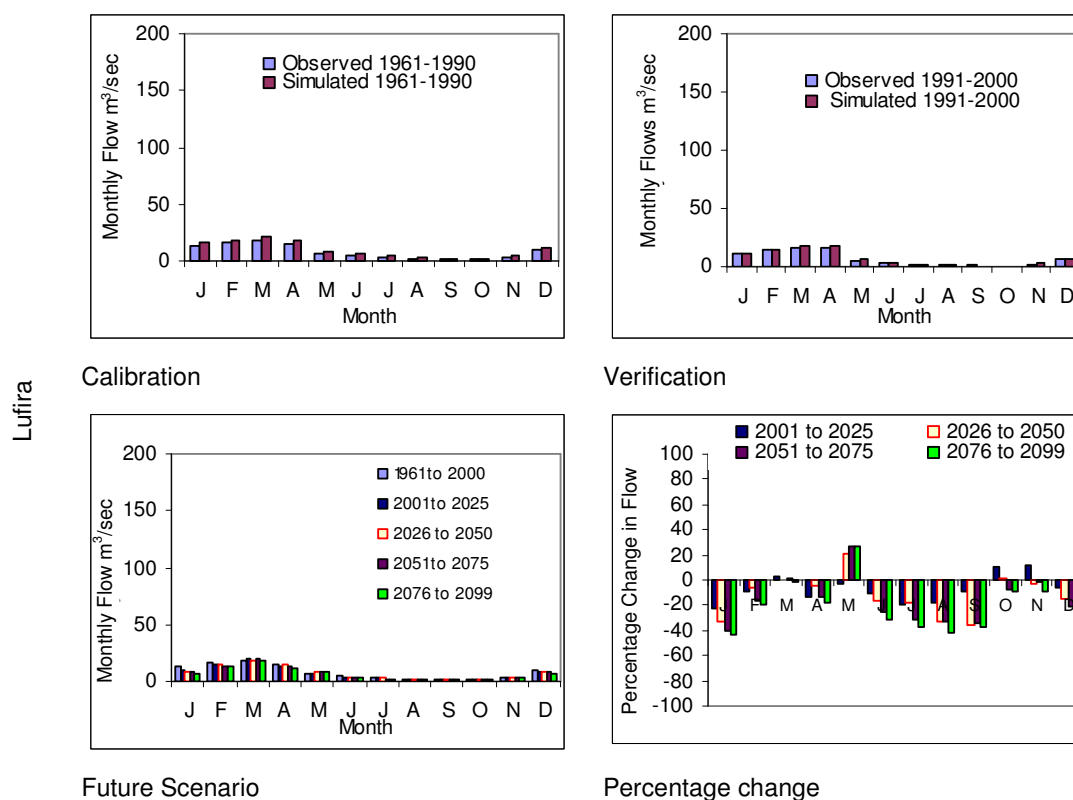 Lufira
200
150
100
50
0
Monthly Flow m³/sec
Observed 1961-1990
Simulated 1961-1990
J F M A M J J A S O N D
Month
Calibration
200
150
100
50
0
Monthly Flows m³/sec
Observed 1991-2000
Simulated 1991-2000
J F M A M J J A S O N D
Month
Verification
200
150
100
50
0
Monthly Flow m³/sec
1961to 2000
2001to 2025
2026 to 2050
2051to 2075
2076 to 2099
J F M A M J J A S O N D
Month
Future Scenario
2001 to 2025 2026 to 2050
2051 to 2075 2076 to 2099
100
80
60
40
20
0
-20
-40
-60
-80
-100
Percentage Change in Flow
J F M A M J J A S O N D
Percentage change